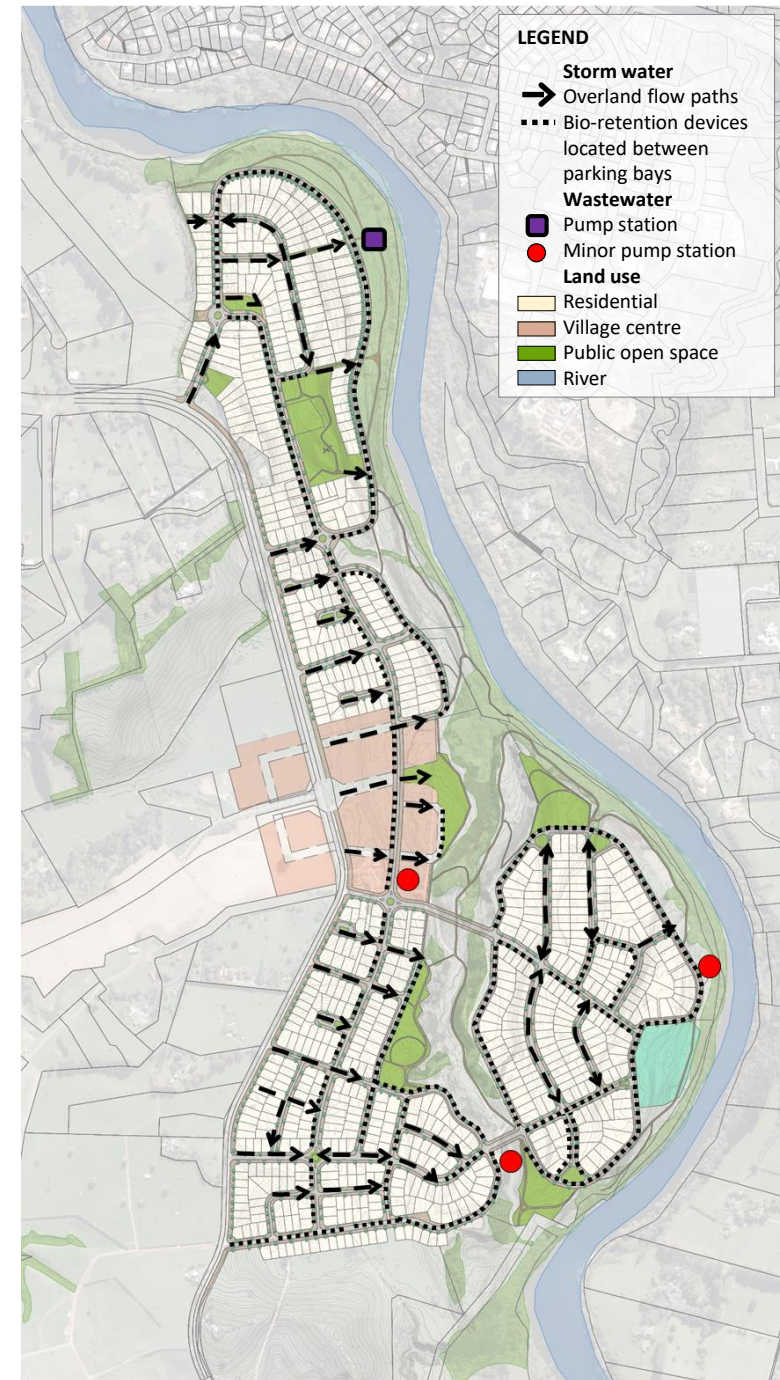 LEGEND
Storm water
Overland flow paths
Bio-retention devices
located between
parking bays
Wastewater
Pump station
Minor pump station
Land use
Residential
Village centre
Public open space
River